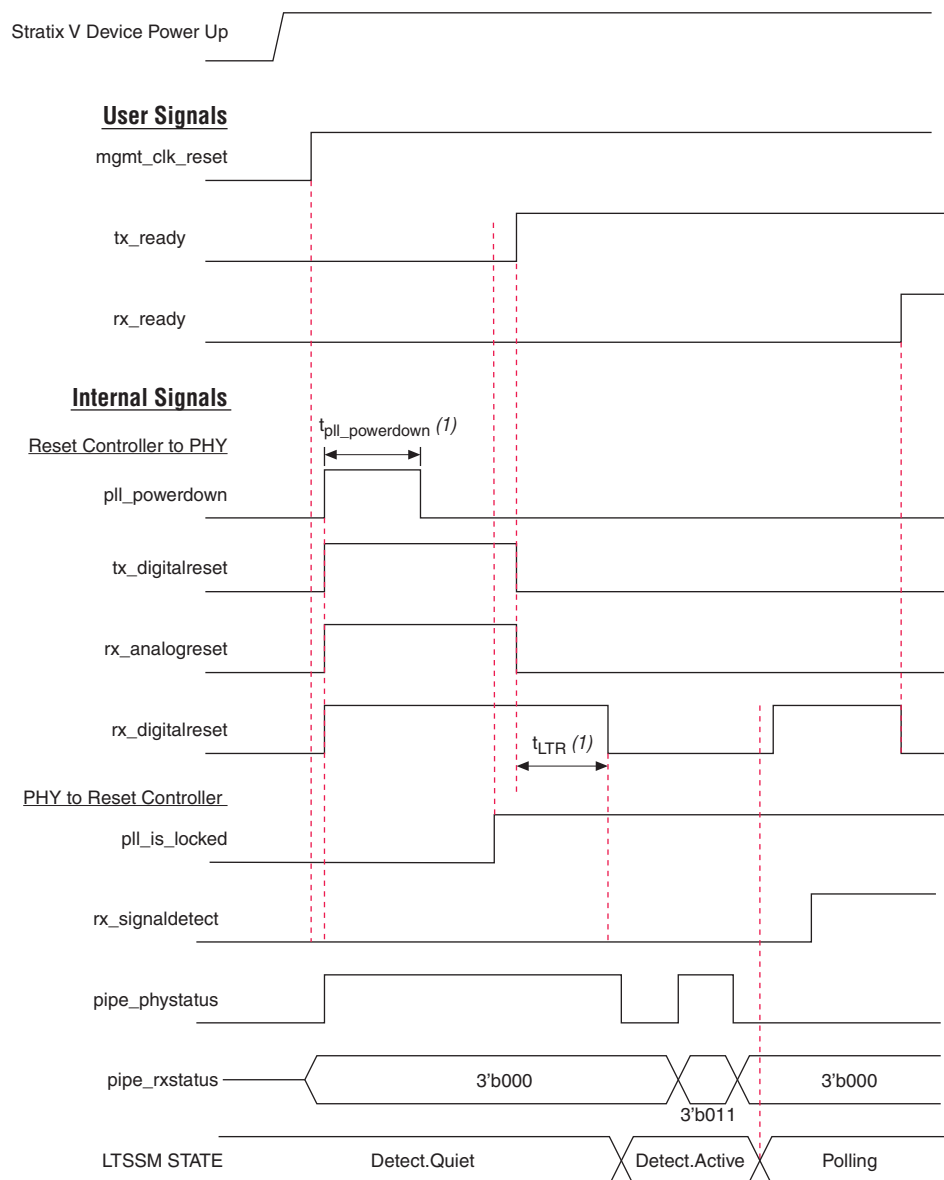 Stratix V Device Power Up
User Signals
mgmt_clk_reset
tx_ready
rx_ready
Internal Signals
tpll_powerdown (1)
Reset Controller to PHY
pll_powerdown
tx_digitalreset
rx_analogreset
rx_digitalreset
tLTR (1)
PHY to Reset Controller
pll_is_locked
rx_signaldetect
pipe_phystatus
pipe_rxstatus 3'b000 3'b000
3'b011
LTSSM STATE Detect.Quiet Detect.Active Polling